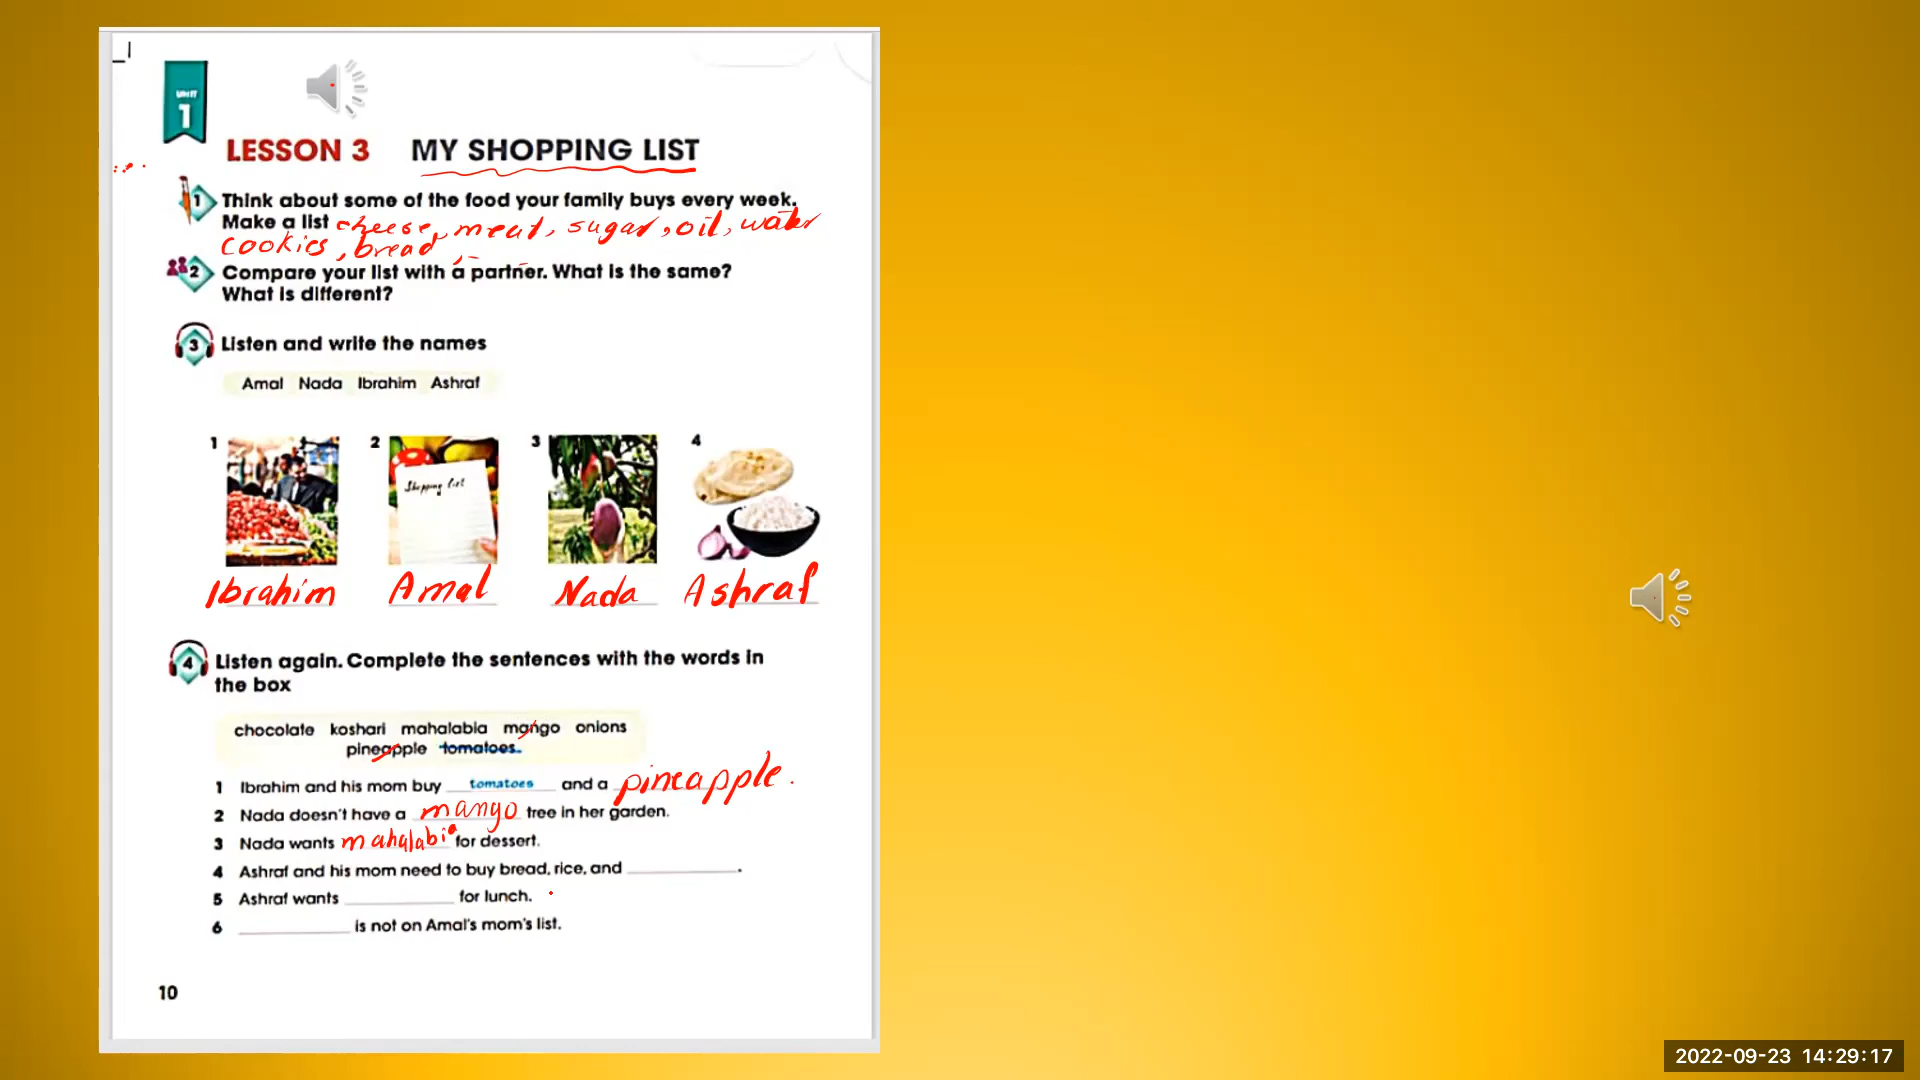 UNIT
1
LESSON 3 MY SHOPPING LIST
1 Think about some of the food your family buys every week.
Make a list cheese, meat, sugar, oil, water
cookies, bread,
2 Compare your list with a partner. What is the same?
What is different?
3 Listen and write the names
Amal Nada Ibrahim Ashraf
1 2 3 4
Shopping list
Ibrahim Amal Nada Ashraf
4 Listen again. Complete the sentences with the words in
the box
chocolate koshari mahalabia mango onions
pineapple tomatoes
1 Ibrahim and his mom buy tomatoes and a pineapple.
2 Nada doesn't have a mango tree in her garden.
3 Nada wants mahalabia for dessert.
4 Ashraf and his mom need to buy bread, rice, and ____________.
5 Ashraf wants ____________ for lunch.
6 ____________ is not on Amal's mom's list.
10
2022-09-23 14:29:17